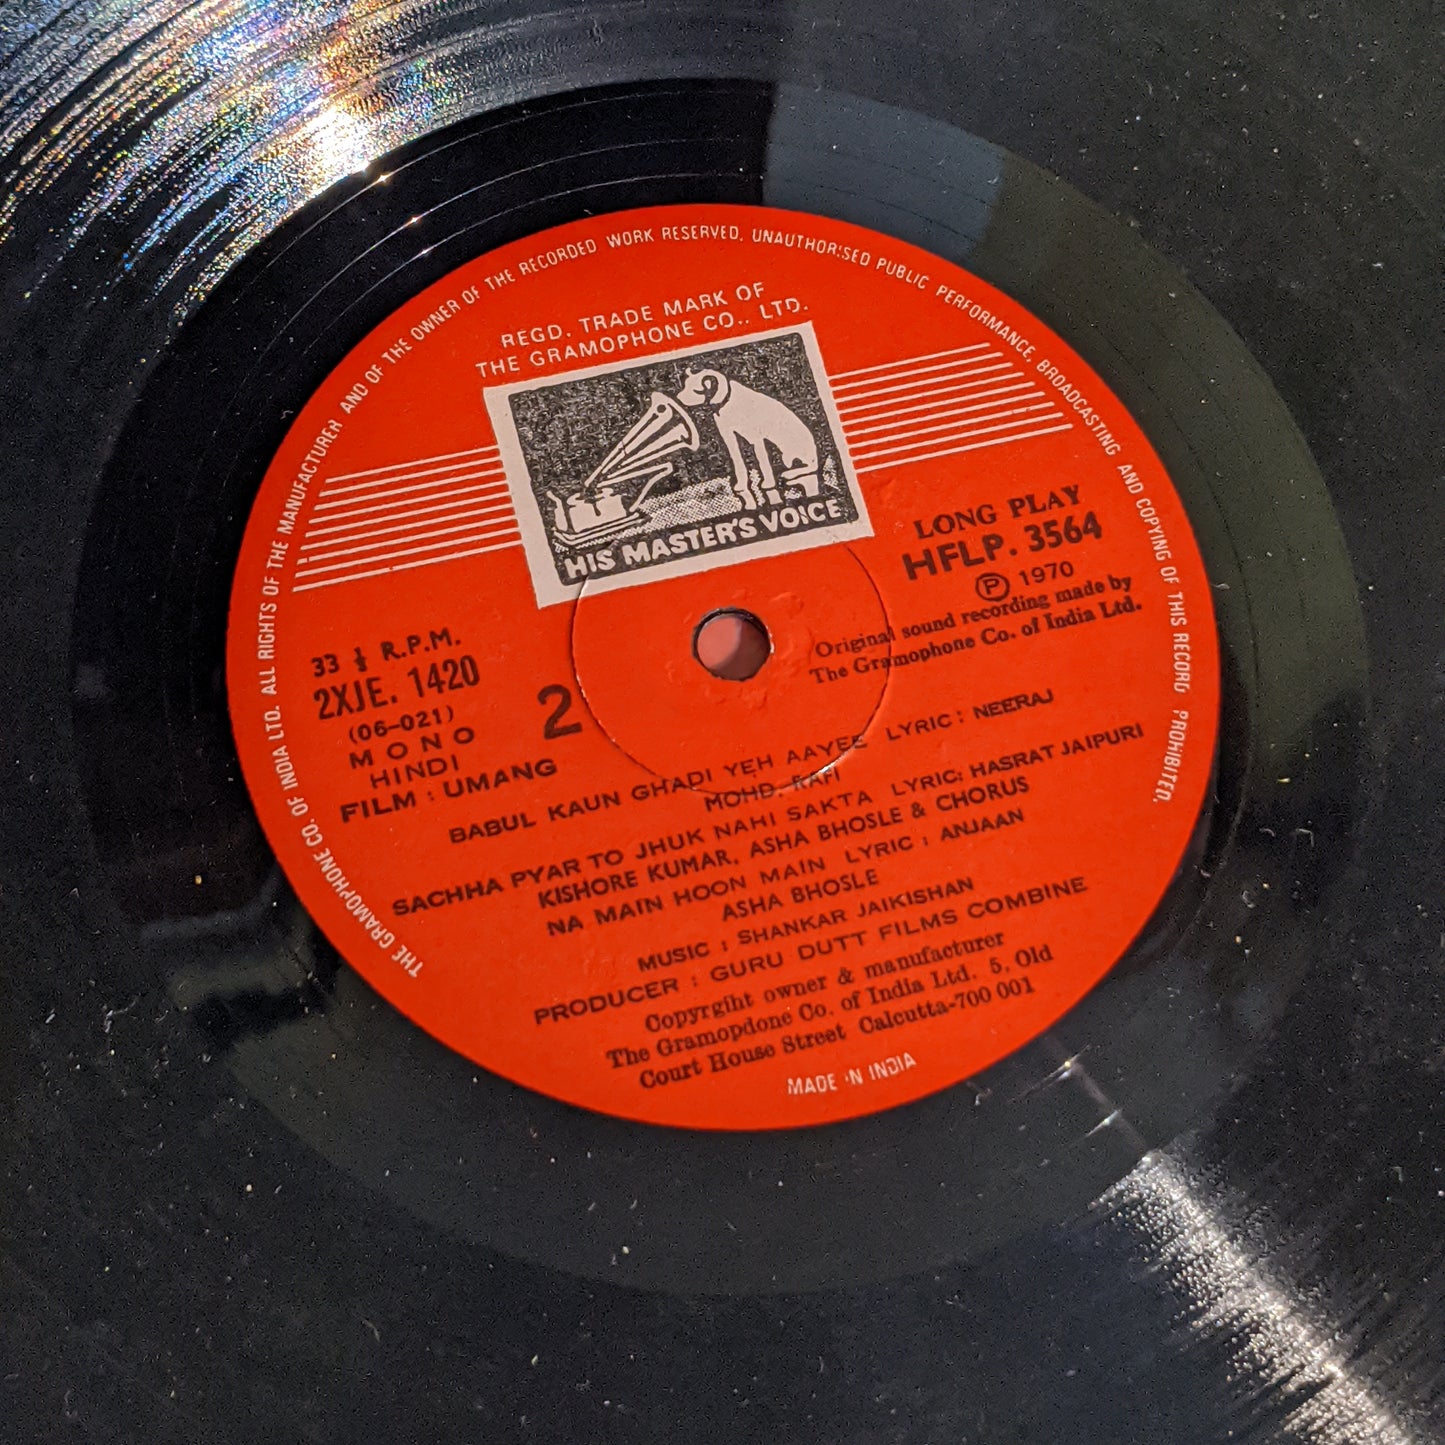 THE GRAMOPHONE CO. OF INDIA LTD. ALL RIGHTS OF THE MANUFACTURER AND OF THE OWNER OF THE RECORDED WORK RESERVED. UNAUTHORISED PUBLIC PERFORMANCE, BROADCASTING AND COPYING OF THIS RECORD PROHIBITED.
REGD. TRADE MARK OF
THE GRAMOPHONE CO., LTD.
HIS MASTER'S VOICE
LONG PLAY
HFLP. 3564
Ⓟ 1970
Original sound recording made by
The Gramophone Co. of India Ltd.
33 ⅓ R.P.M.
2XJE. 1420
(06-021)
MONO
HINDI
FILM : UMANG
2
BABUL KAUN GHADI YEH AAYEE LYRIC : NEERAJ
MOHD. RAFI
SACHHA PYAR TO JHUK NAHI SAKTA LYRIC: HASRAT JAIPURI
KISHORE KUMAR, ASHA BHOSLE & CHORUS
NA MAIN HOON MAIN LYRIC : ANJAAN
ASHA BHOSLE
MUSIC : SHANKAR JAIKISHAN
PRODUCER : GURU DUTT FILMS COMBINE
Copyrgiht owner & manufacturer
The Gramopdone Co. of India Ltd. 5, Old
Court House Street Calcutta-700 001
MADE IN INDIA